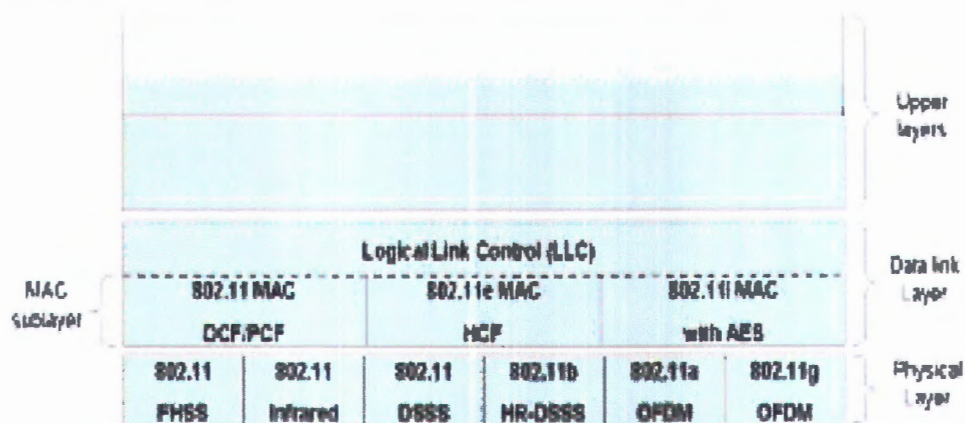 Upper
layers
Logical Link Control (LLC)
Data link
Layer
MAC
sublayer
802.11 MAC
802.11e MAC
802.11i MAC
DCF/PCF
HCF
with AES
802.11
802.11
802.11
802.11b
802.11a
802.11g
Physical
Layer
FHSS
Infrared
DSSS
HR-DSSS
OFDM
OFDM